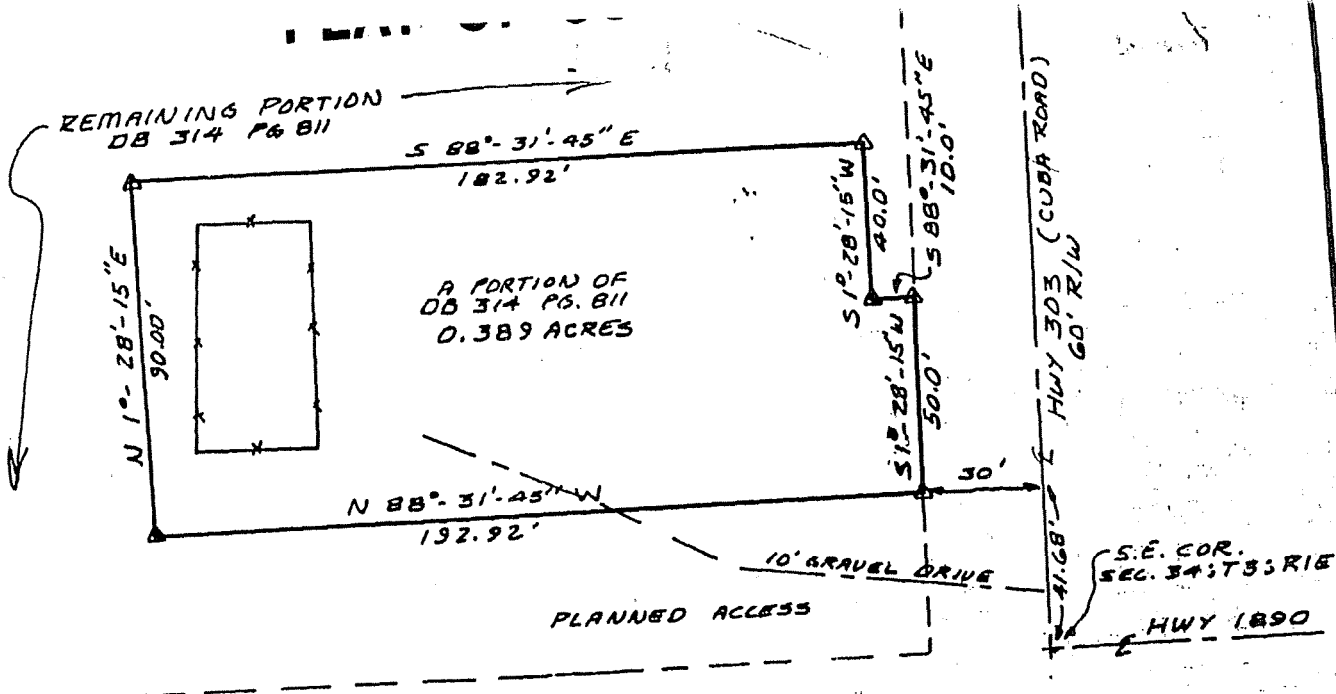 REMAINING PORTION
DB 314 PG 811
S 88°-31'-45" E
182.92'
S 1°-28'-15" W
40.0'
S 88°-31'-45" E
10.0'
HWY 303 (CUBA ROAD)
60' R/W
N 1°-28'-15" E
90.00'
A PORTION OF
DB 314 PG. 811
0.389 ACRES
S 1°-28'-15" W
50.0'
30'
N 88°-31'-45" W
192.92'
41.68'
10' GRAVEL DRIVE
S.E. COR.
SEC. 34; T3; R1E
PLANNED ACCESS
HWY 1890